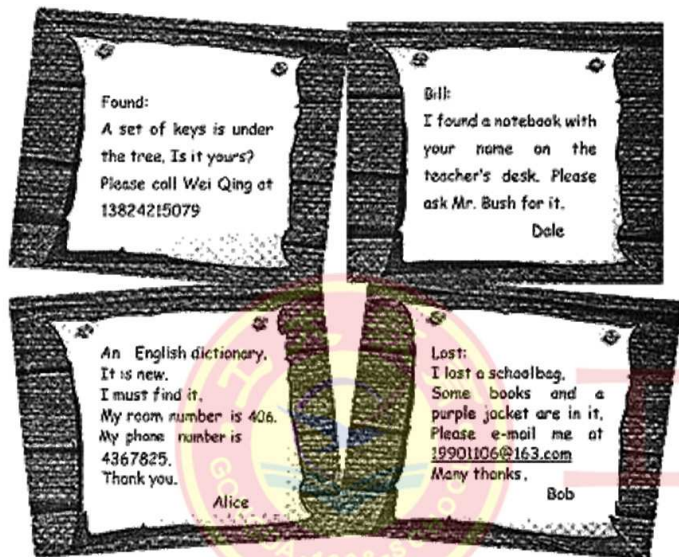 Found:
A set of keys is under
the tree. Is it yours?
Please call Wei Qing at
13824215079
Bill:
I found a notebook with
your name on the
teacher's desk. Please
ask Mr. Bush for it.
Dale
An English dictionary.
It is new.
I must find it.
My room number is 406.
My phone number is
4367825.
Thank you.
Alice
Lost:
I lost a schoolbag.
Some books and a
purple jacket are in it.
Please e-mail me at
19901106@163.com
Many thanks.
Bob